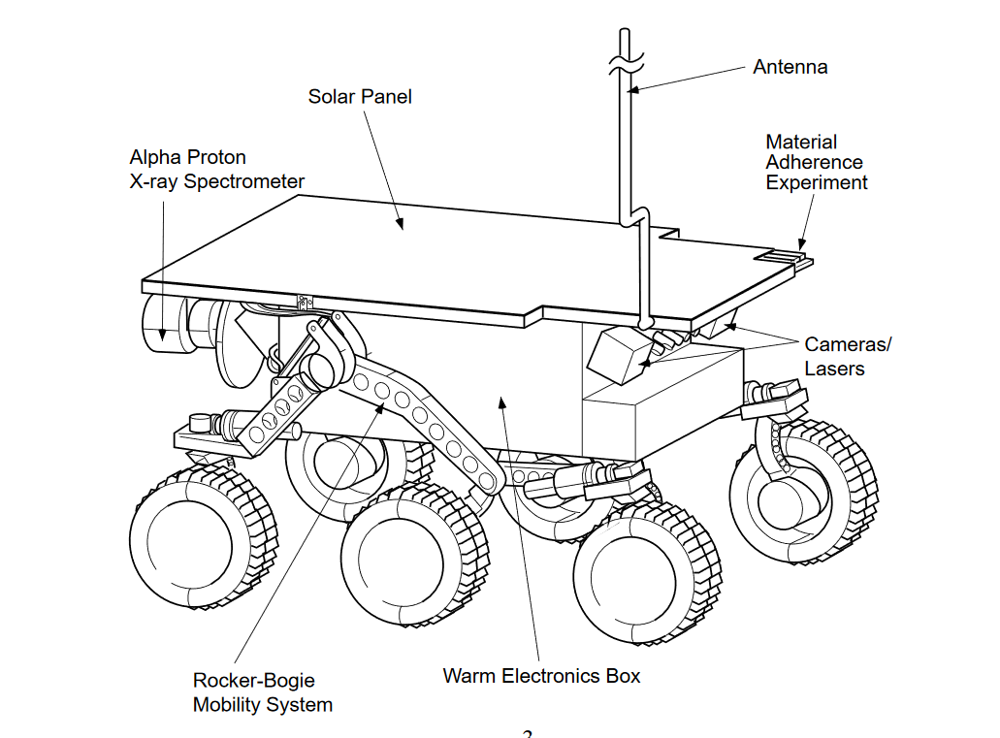 Antenna
Solar Panel
Material
Adherence
Experiment
Alpha Proton
X-ray Spectrometer
Cameras/
Lasers
Rocker-Bogie
Mobility System
Warm Electronics Box
2